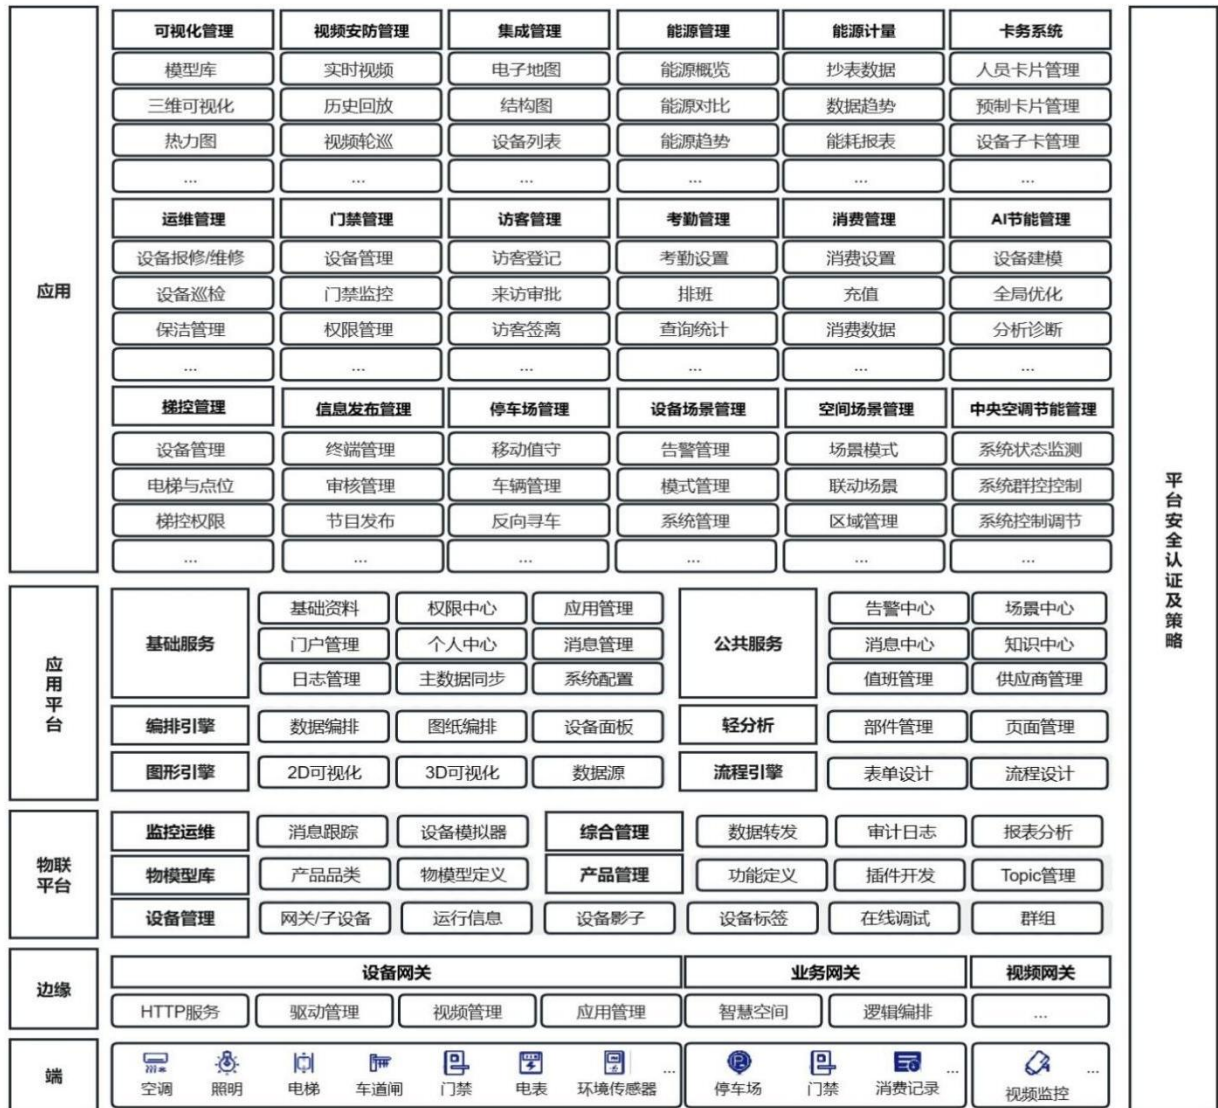 可视化管理 视频安防管理 集成管理 能源管理 能源计量 卡务系统
模型库 实时视频 电子地图 能源概览 抄表数据 人员卡片管理
三维可视化 历史回放 结构图 能源对比 数据趋势 预制卡片管理
热力图 视频轮巡 设备列表 能源趋势 能耗报表 设备子卡管理
... ... ... ... ... ...
运维管理 门禁管理 访客管理 考勤管理 消费管理 AI节能管理
设备报修/维修 设备管理 访客登记 考勤设置 消费设置 设备建模
应用
设备巡检 门禁监控 来访审批 排班 充值 全局优化
保洁管理 权限管理 访客签离 查询统计 消费数据 分析诊断
... ... ... ... ... ...
梯控管理 信息发布管理 停车场管理 设备场景管理 空间场景管理 中央空调节能管理
设备管理 终端管理 移动值守 告警管理 场景模式 系统状态监测
电梯与点位 审核管理 车辆管理 模式管理 联动场景 系统群控控制
梯控权限 节目发布 反向寻车 系统管理 区域管理 系统控制调节
... ... ... ... ... ...
应用平台
基础服务 基础资料 权限中心 应用管理 公共服务 告警中心 场景中心
门户管理 个人中心 消息管理 消息中心 知识中心
日志管理 主数据同步 系统配置 值班管理 供应商管理
编排引擎 数据编排 图纸编排 设备面板 轻分析 部件管理 页面管理
图形引擎 2D可视化 3D可视化 数据源 流程引擎 表单设计 流程设计
物联
平台
监控运维 消息跟踪 设备模拟器 综合管理 数据转发 审计日志 报表分析
物模型库 产品品类 物模型定义 产品管理 功能定义 插件开发 Topic管理
设备管理 网关/子设备 运行信息 设备影子 设备标签 在线调试 群组
边缘
设备网关 业务网关 视频网关
HTTP服务 驱动管理 视频管理 应用管理 智慧空间 逻辑编排 ...
端
空调 照明 电梯 车道闸 门禁 电表 环境传感器 ... 停车场 门禁 消费记录 ... 视频监控 ...
平台安全认证及策略